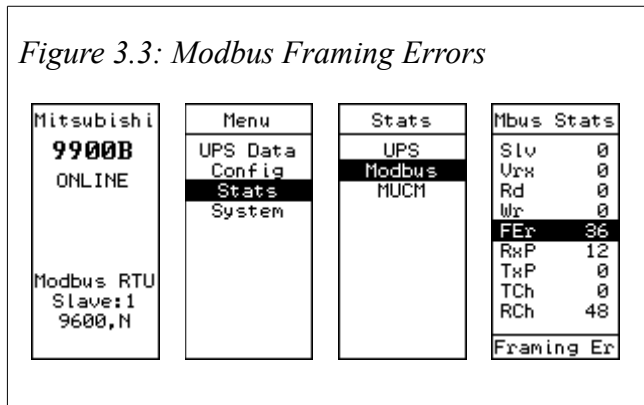 Figure 3.3: Modbus Framing Errors
Mitsubishi
9900B
ONLINE
Modbus RTU
Slave:1
9600,N
Menu
UPS Data
Config
Stats
System
Stats
UPS
Modbus
MUCM
Mbus Stats
Slv 0
Vrx 0
Rd 0
Wr 0
FEr 36
RxP 12
TxP 0
TCh 0
RCh 48
Framing Er